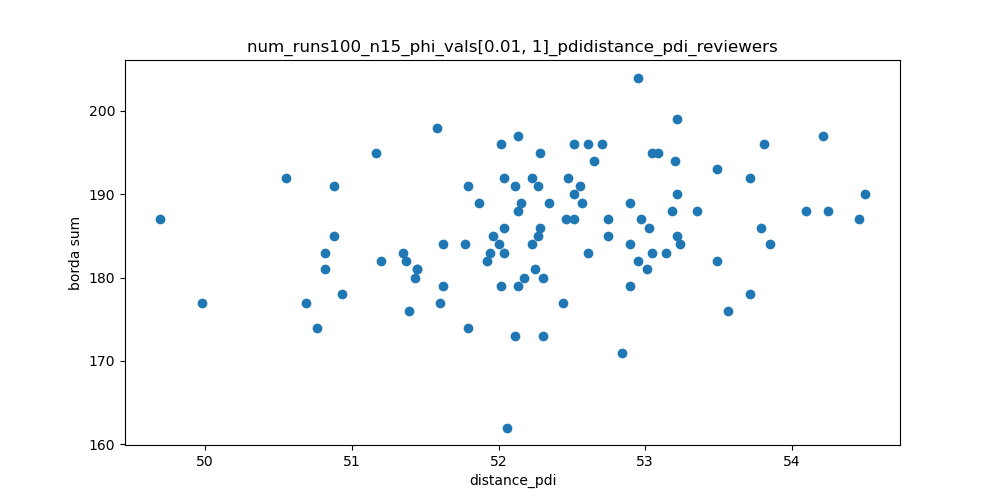 num_runs100_n15_phi_vals[0.01, 1]_pdidistance_pdi_reviewers
borda sum
200
190
180
170
160
50 51 52 53 54
distance_pdi